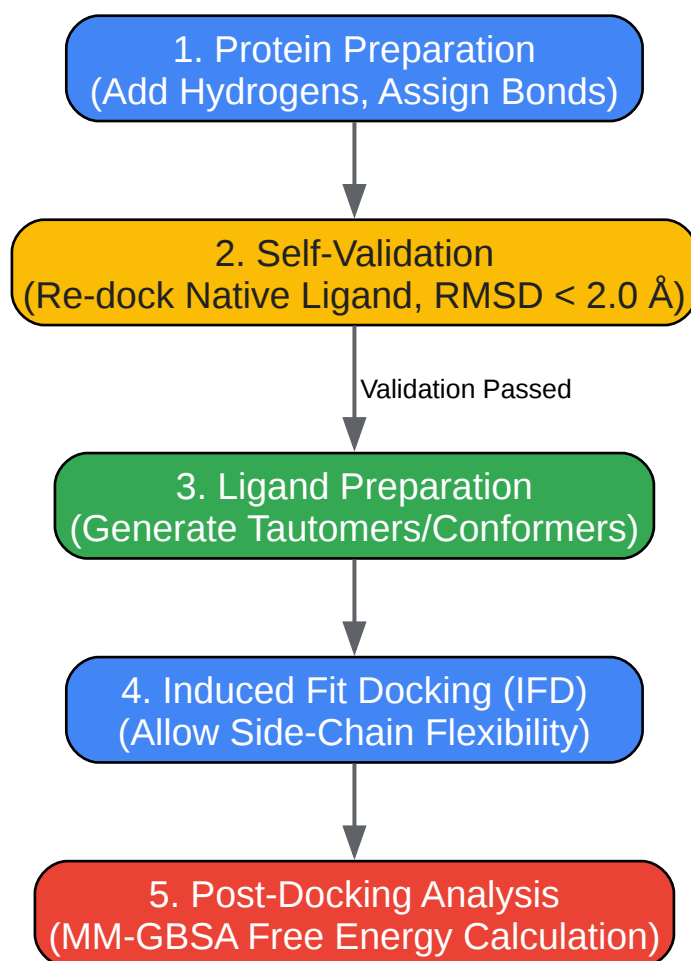 1. Protein Preparation
(Add Hydrogens, Assign Bonds)
2. Self-Validation
(Re-dock Native Ligand, RMSD < 2.0 Å)
Validation Passed
3. Ligand Preparation
(Generate Tautomers/Conformers)
4. Induced Fit Docking (IFD)
(Allow Side-Chain Flexibility)
5. Post-Docking Analysis
(MM-GBSA Free Energy Calculation)